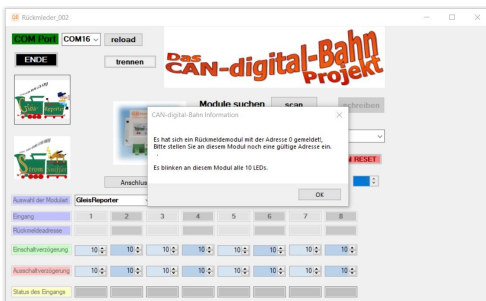 Rückmleder_002
COM Port COM16 reload
ENDE trennen
Das
CAN-digital-Bahn
Projekt
Module suchen scan schreiben
CAN-digital-Bahn Information
Es hat sich ein Rückmeldemodul mit der Adresse 0 gemeldet!,
Bitte stellen Sie an diesem Modul noch eine gültige Adresse ein.
.
Es blinken an diesem Modul alle 10 LEDs.
OK
RESET
Anschlus
Auswahl der Modulart GleisReporter
Eingang 1 2 3 4 5 6 7 8
Rückmeldeadresse
Einschaltverzögerung 10 10 10 10 10 10 10 10
Ausschaltverzögerung 10 10 10 10 10 10 10 10
Status des Eingangs